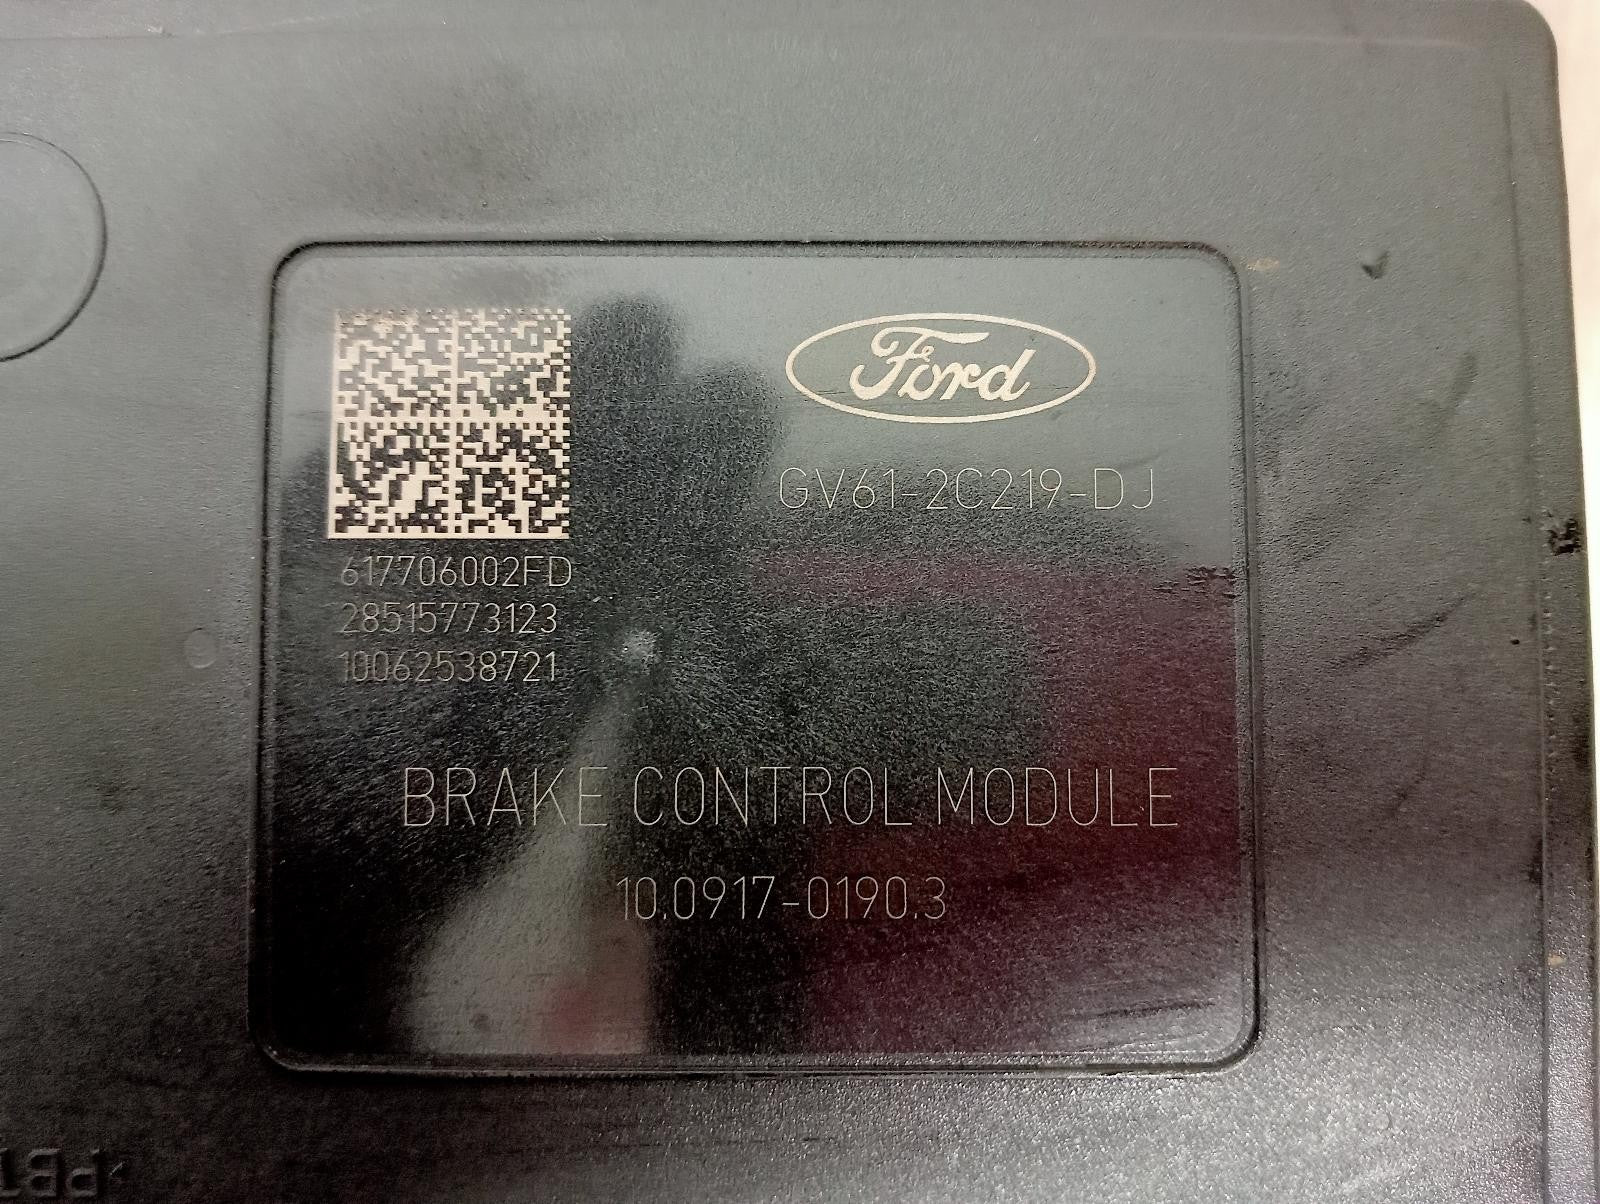 Ford
GV61-2C219-DJ
617706002FD
28515773123
10062538721
BRAKE CONTROL MODULE
10.0917-0190.3